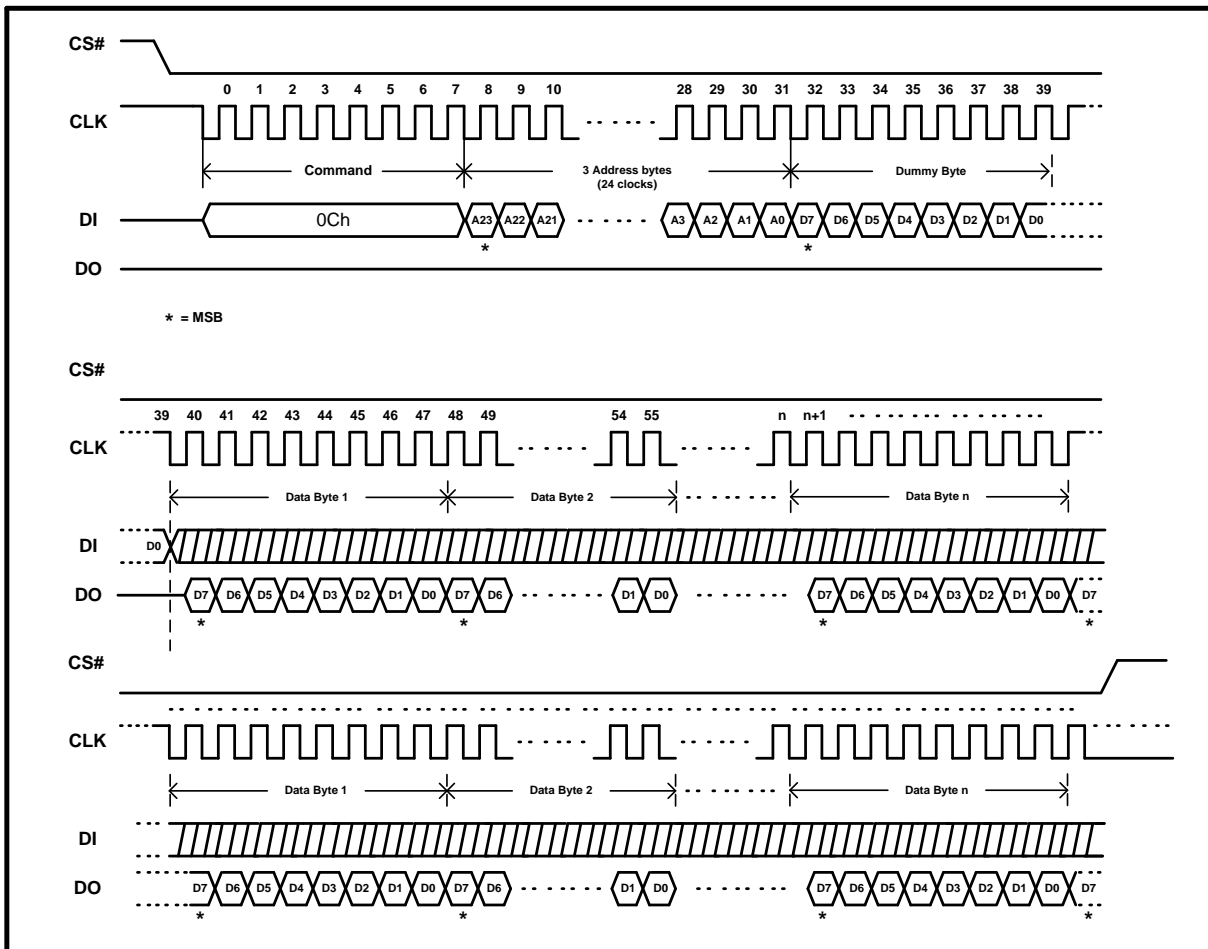 CS#
0 1 2 3 4 5 6 7 8 9 10 28 29 30 31 32 33 34 35 36 37 38 39
CLK
Command 3 Address bytes Dummy Byte
(24 clocks)
DI 0Ch A23 A22 A21 A3 A2 A1 A0 D7 D6 D5 D4 D3 D2 D1 D0
* *
DO
* = MSB
CS#
39 40 41 42 43 44 45 46 47 48 49 54 55 n n+1
CLK
Data Byte 1 Data Byte 2 Data Byte n
DI D0
DO D7 D6 D5 D4 D3 D2 D1 D0 D7 D6 D1 D0 D7 D6 D5 D4 D3 D2 D1 D0 D7
* * * *
CS#
CLK
Data Byte 1 Data Byte 2 Data Byte n
DI
DO D7 D6 D5 D4 D3 D2 D1 D0 D7 D6 D1 D0 D7 D6 D5 D4 D3 D2 D1 D0 D7
* * * *